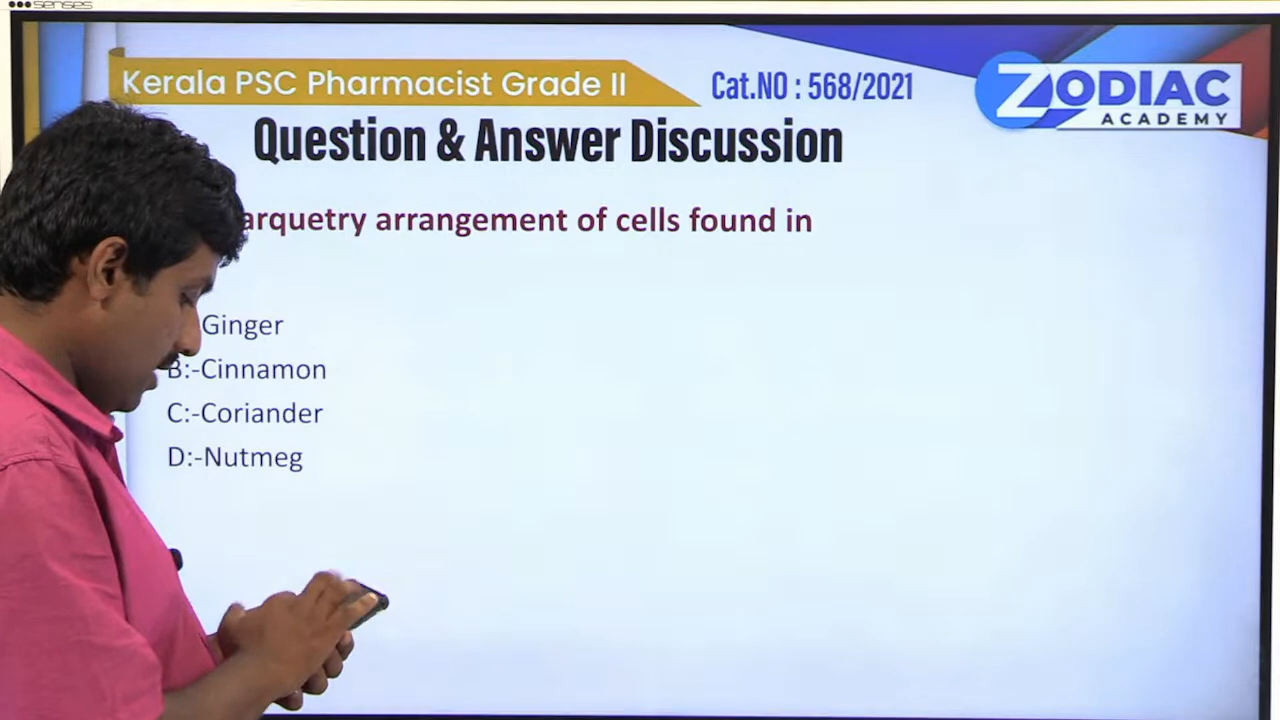 senses
Kerala PSC Pharmacist Grade II
Cat.NO : 568/2021
ZODIAC
ACADEMY
Question & Answer Discussion
arquetry arrangement of cells found in
Ginger
B:-Cinnamon
C:-Coriander
D:-Nutmeg